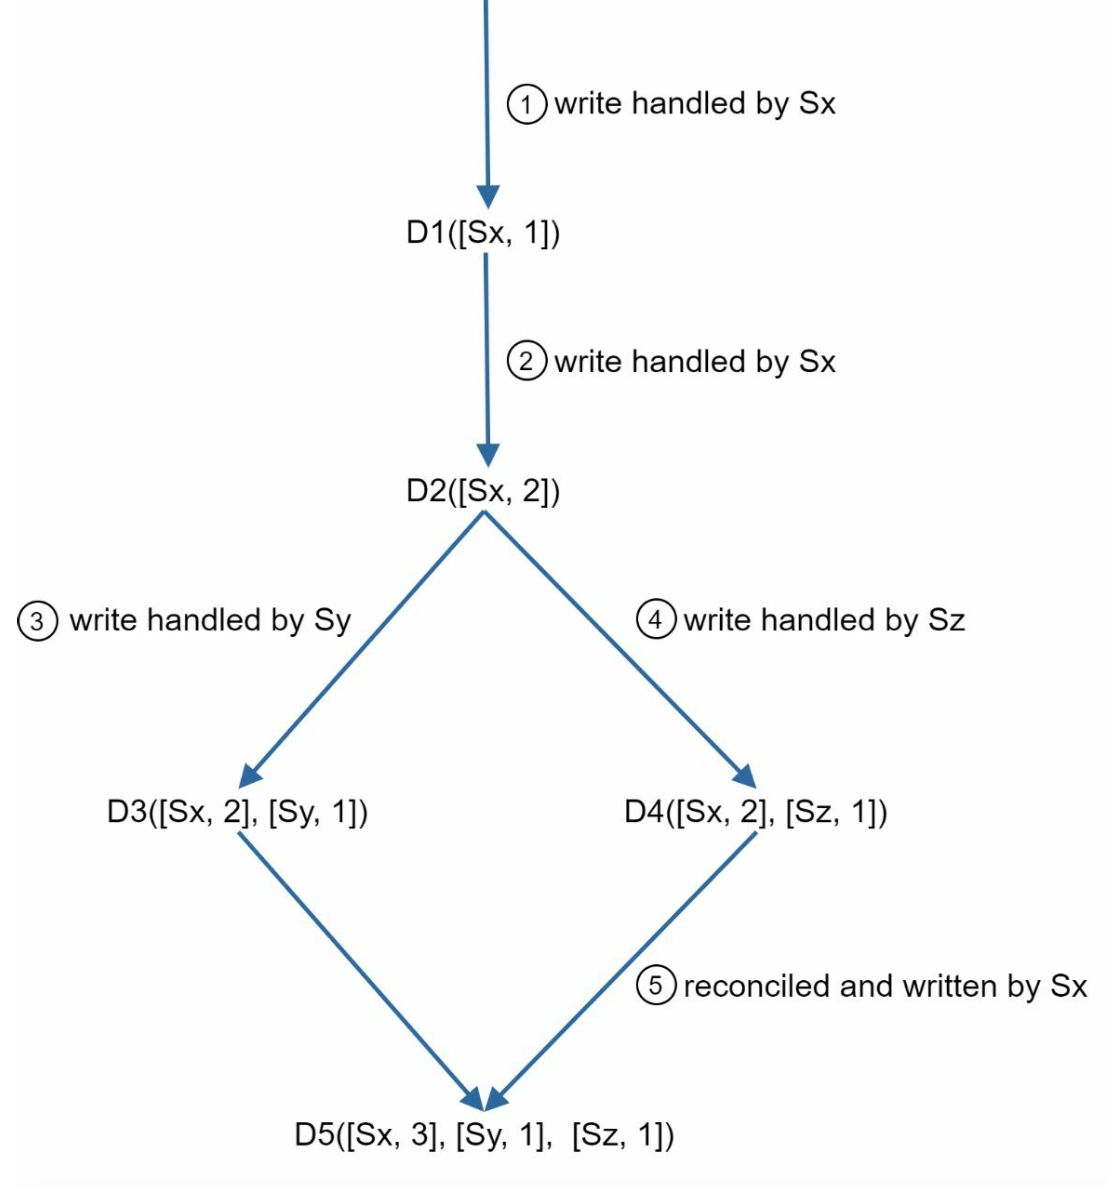 ① write handled by Sx
D1([Sx, 1])
② write handled by Sx
D2([Sx, 2])
③ write handled by Sy
④ write handled by Sz
D3([Sx, 2], [Sy, 1])
D4([Sx, 2], [Sz, 1])
⑤ reconciled and written by Sx
D5([Sx, 3], [Sy, 1], [Sz, 1])